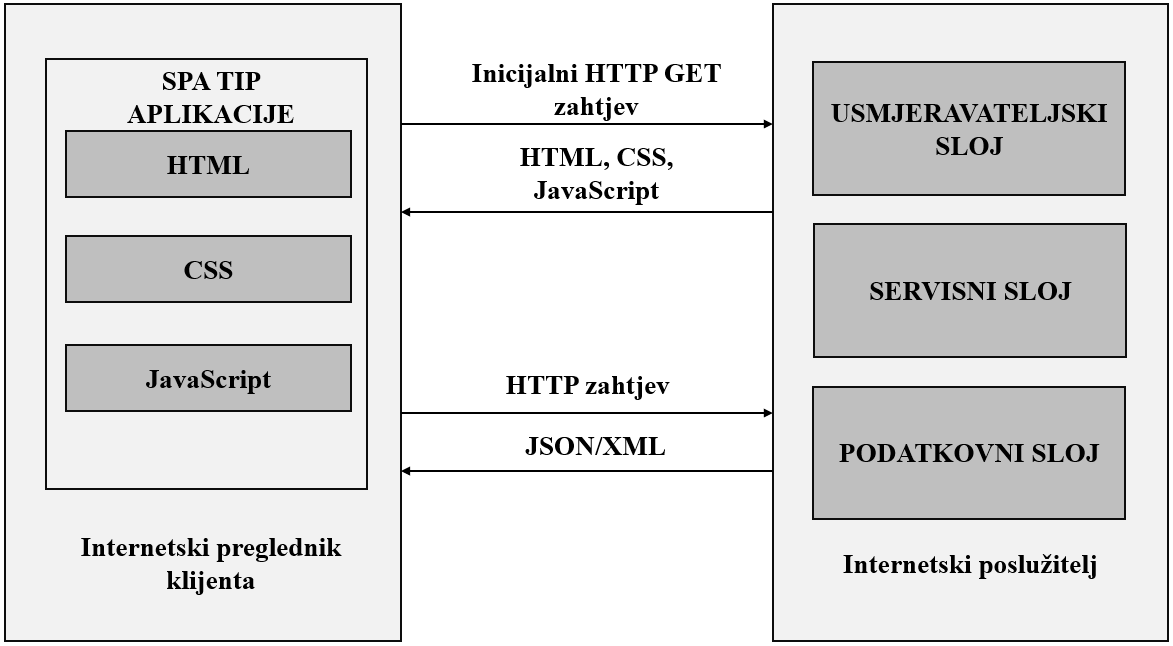 SPA TIP
APLIKACIJE
HTML
CSS
JavaScript
Internetski preglednik
klijenta
Inicijalni HTTP GET
zahtjev
HTML, CSS,
JavaScript
HTTP zahtjev
JSON/XML
USMJERAVATELJSKI
SLOJ
SERVISNI SLOJ
PODATKOVNI SLOJ
Internetski poslužitelj